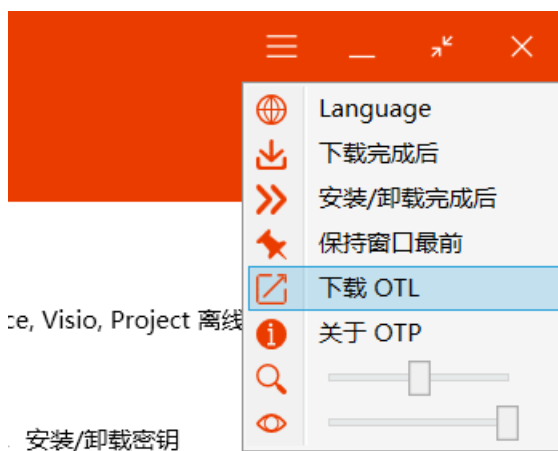 Language
下载完成后
安装/卸载完成后
保持窗口最前
下载 OTL
ce, Visio, Project 离线
关于 OTP
安装/卸载密钥